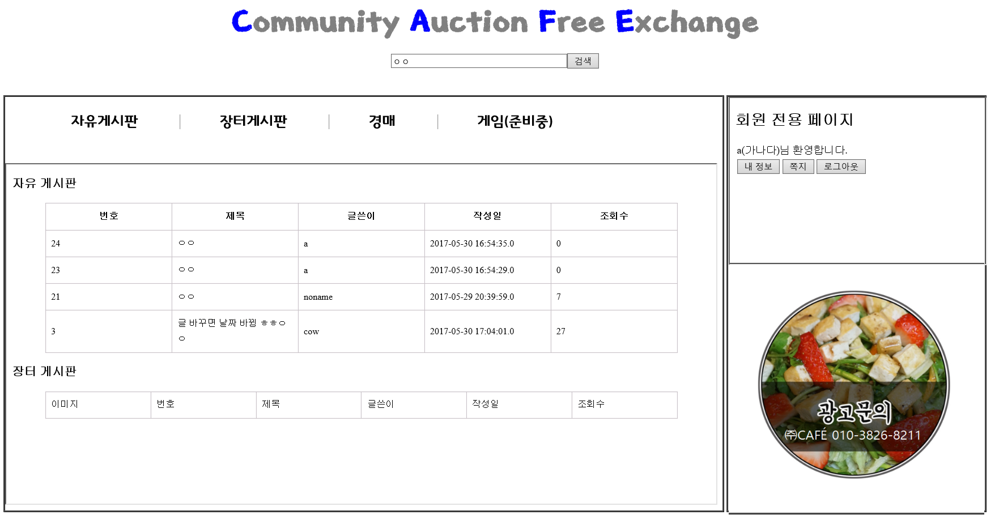 Community Auction Free Exchange
ㅇㅇ 검색
자유게시판 장터게시판 경매 게임(준비중)
자유 게시판
번호 제목 글쓴이 작성일 조회수
24 ㅇㅇ a 2017-05-30 16:54:35.0 0
23 ㅇㅇ a 2017-05-30 16:54:29.0 0
21 ㅇㅇ noname 2017-05-29 20:39:59.0 7
3 글 바꾸면 날짜 바뀜 ㅎㅎㅇ
ㅇ cow 2017-05-30 17:04:01.0 27
장터 게시판
이미지 번호 제목 글쓴이 작성일 조회수
회원 전용 페이지
a(가나다)님 환영합니다.
내 정보 쪽지 로그아웃
광고문의
㈜CAFÉ 010-3826-8211